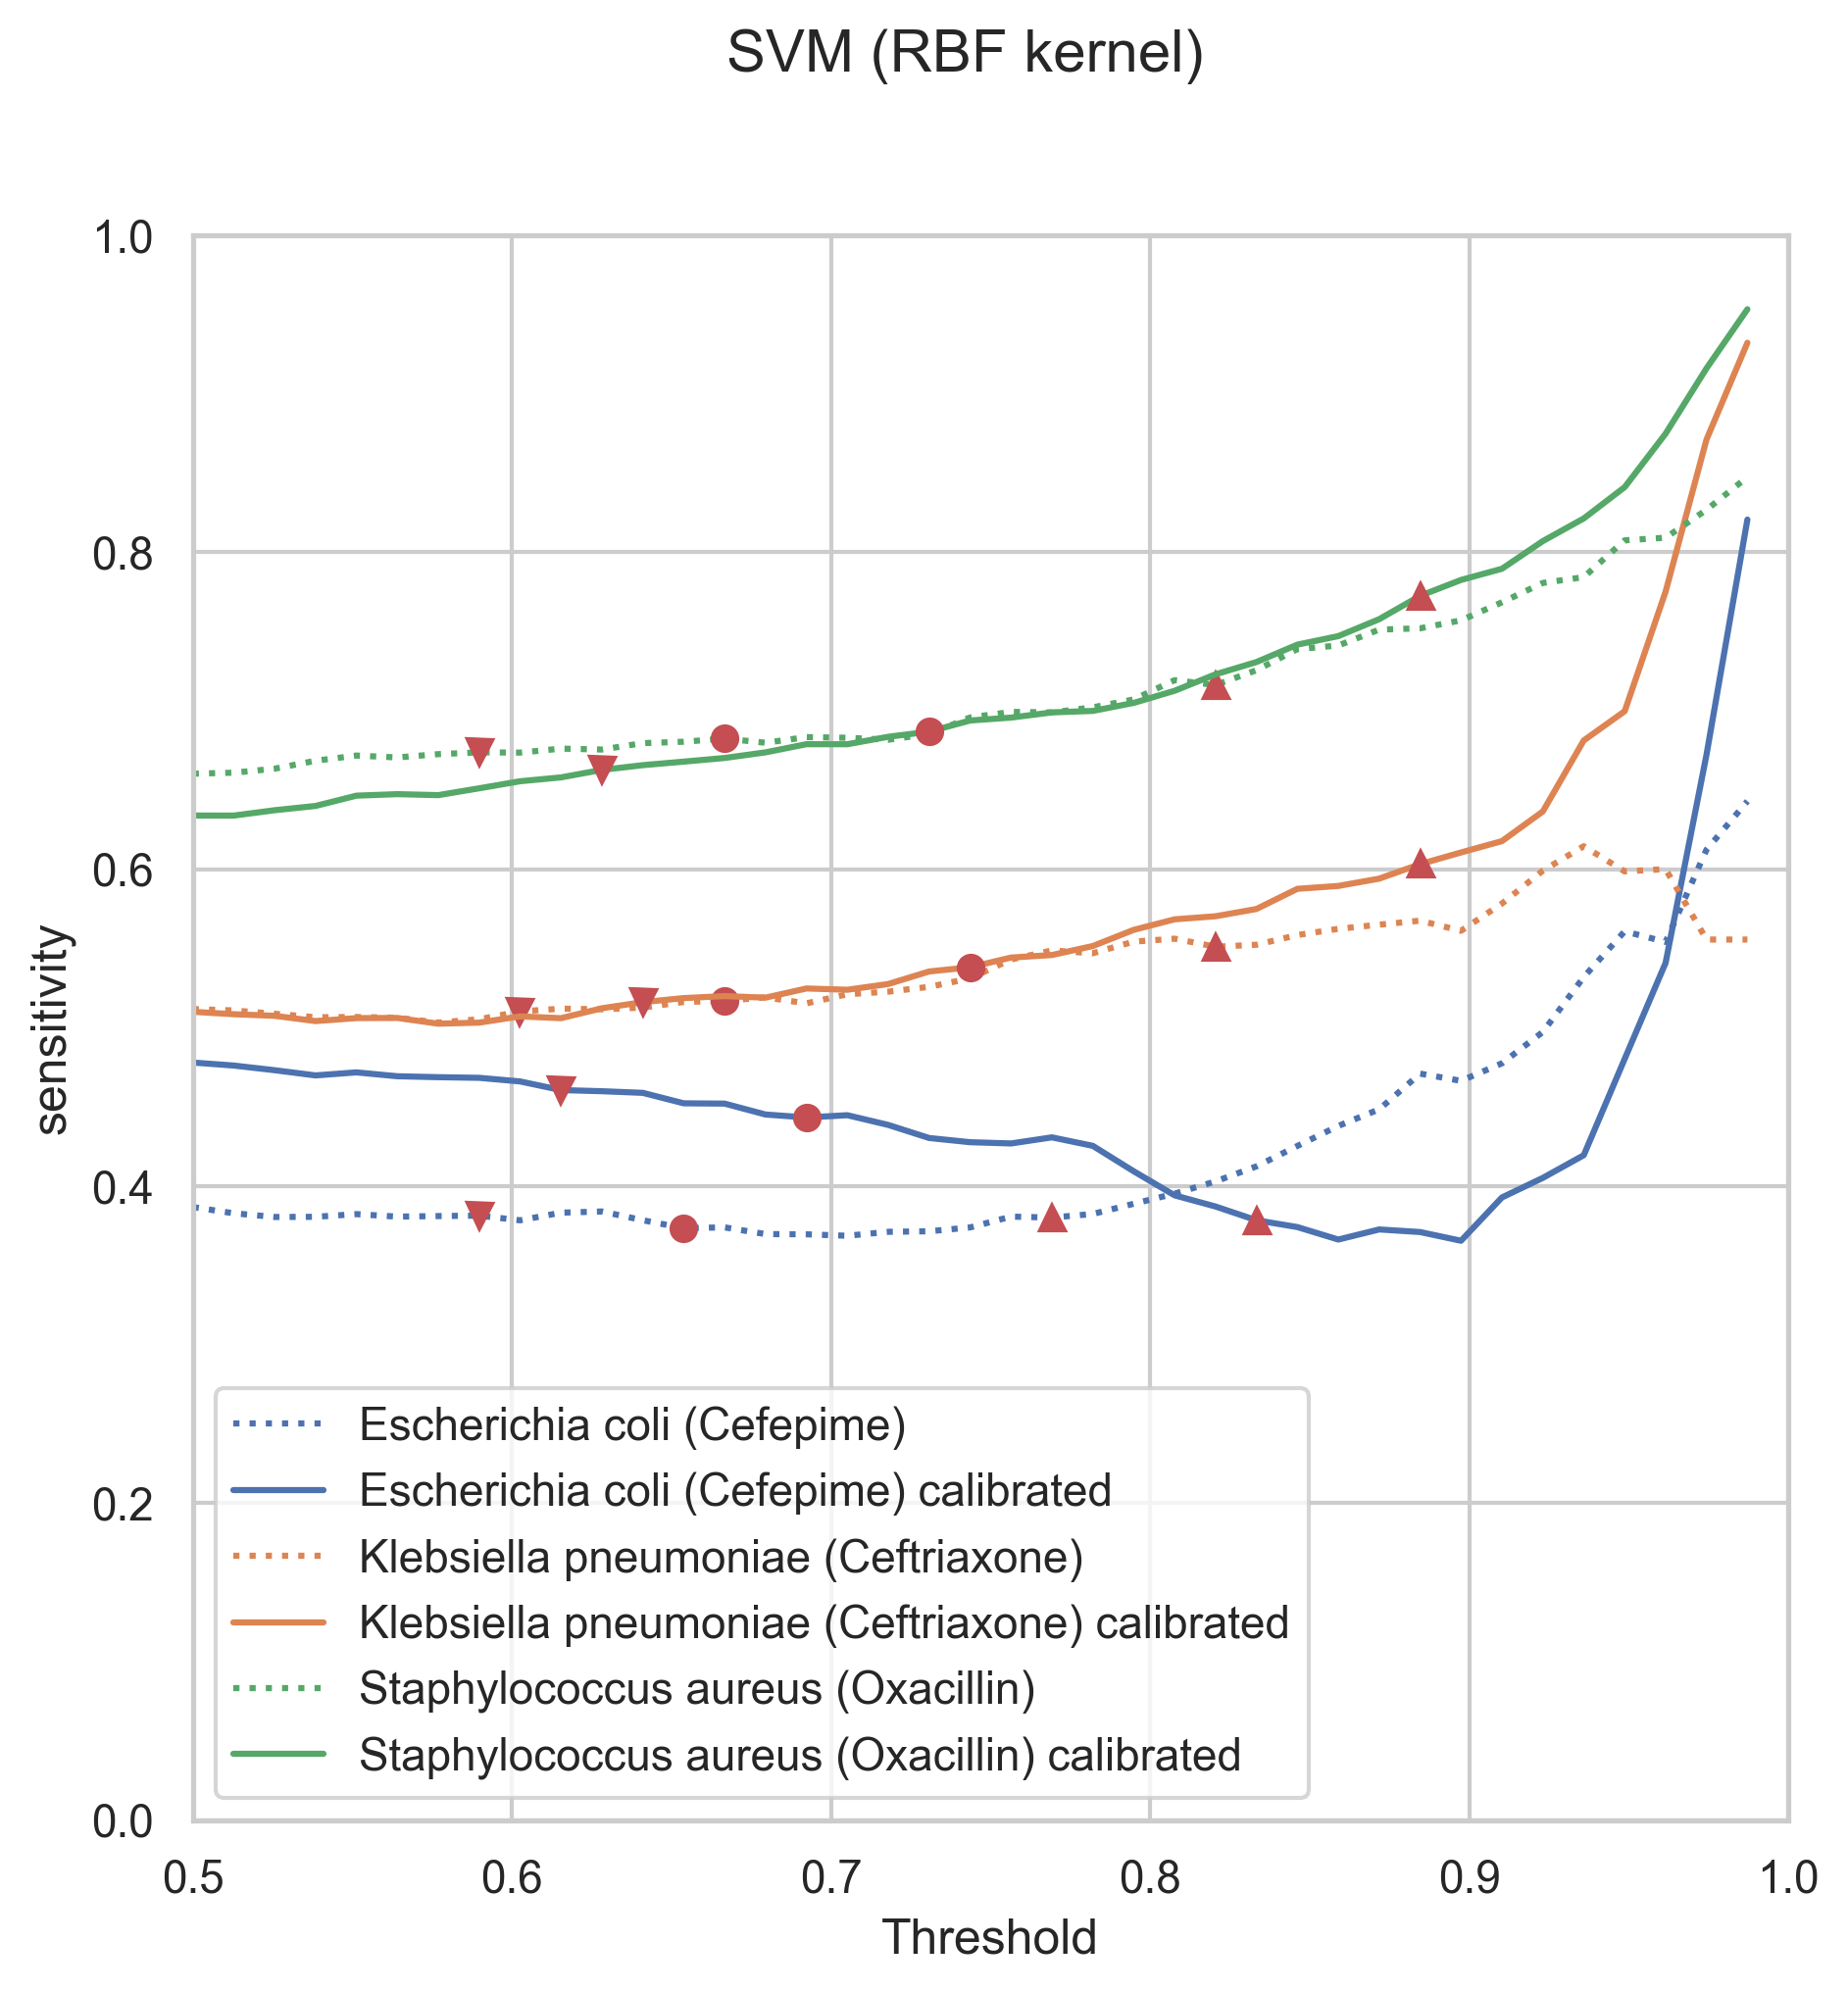 SVM (RBF kernel)
1.0
0.8
0.6
0.4
0.2
0.0
sensitivity
Escherichia coli (Cefepime)
Escherichia coli (Cefepime) calibrated
Klebsiella pneumoniae (Ceftriaxone)
Klebsiella pneumoniae (Ceftriaxone) calibrated
Staphylococcus aureus (Oxacillin)
Staphylococcus aureus (Oxacillin) calibrated
0.5 0.6 0.7 0.8 0.9 1.0
Threshold